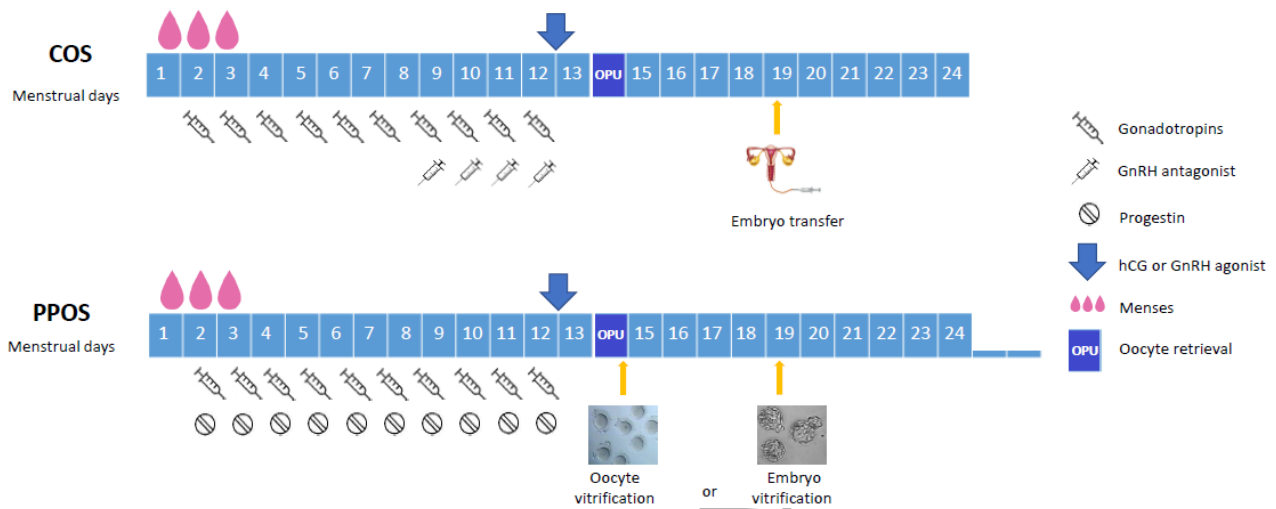 COS
Menstrual days
1 2 3 4 5 6 7 8 9 10 11 12 13 OPU 15 16 17 18 19 20 21 22 23 24
Embryo transfer
PPOS
Menstrual days
1 2 3 4 5 6 7 8 9 10 11 12 13 OPU 15 16 17 18 19 20 21 22 23 24
Oocyte
vitrification
or
Embryo
vitrification
Gonadotropins
GnRH antagonist
Progestin
hCG or GnRH agonist
Menses
OPU Oocyte retrieval